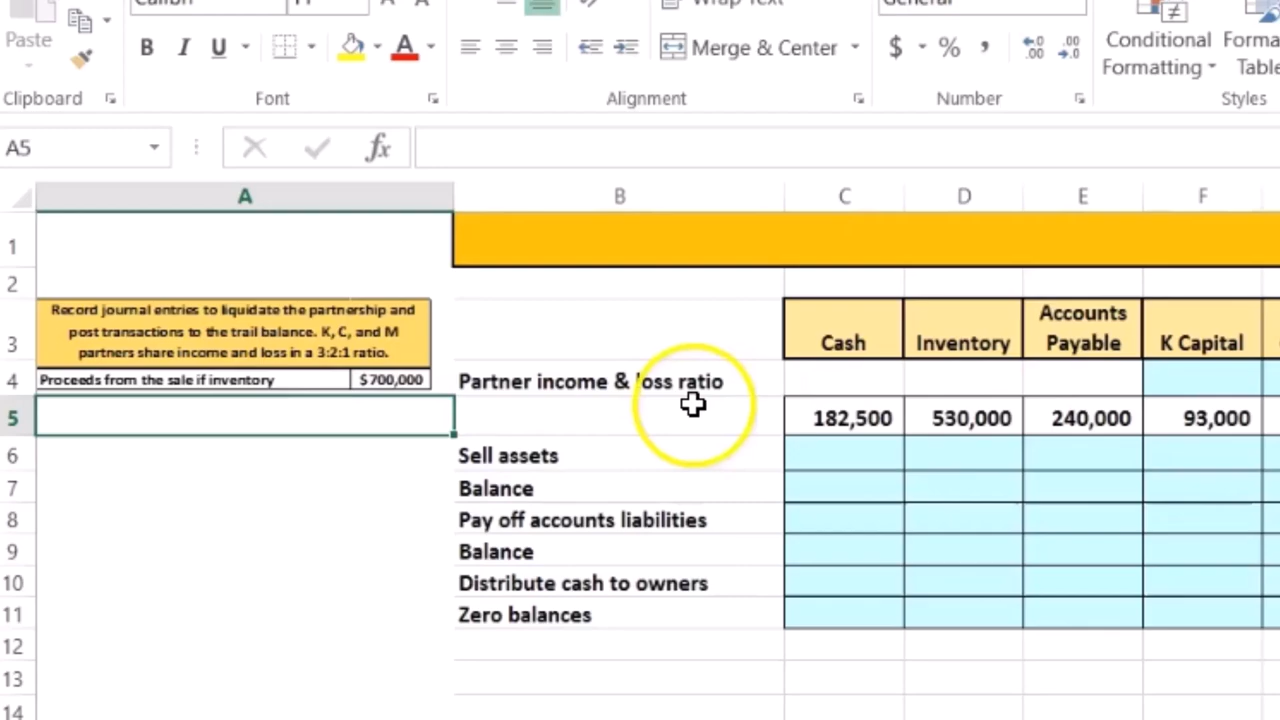 Calibri
Wrap Text
General
Paste
B I U A
Merge & Center
$ % ,
Conditional
Formatting
Table
Clipboard
Font
Alignment
Number
Styles
A5
fx
A B C D E F
1
2
Record journal entries to liquidate the partnership and
post transactions to the trail balance. K, C, and M
partners share income and loss in a 3:2:1 ratio.
3 Cash Inventory Accounts Payable K Capital
Proceeds from the sale if inventory $700,000
4 Partner income & loss ratio
5 182,500 530,000 240,000 93,000
6 Sell assets
7 Balance
8 Pay off accounts liabilities
9 Balance
10 Distribute cash to owners
11 Zero balances
12
13
14